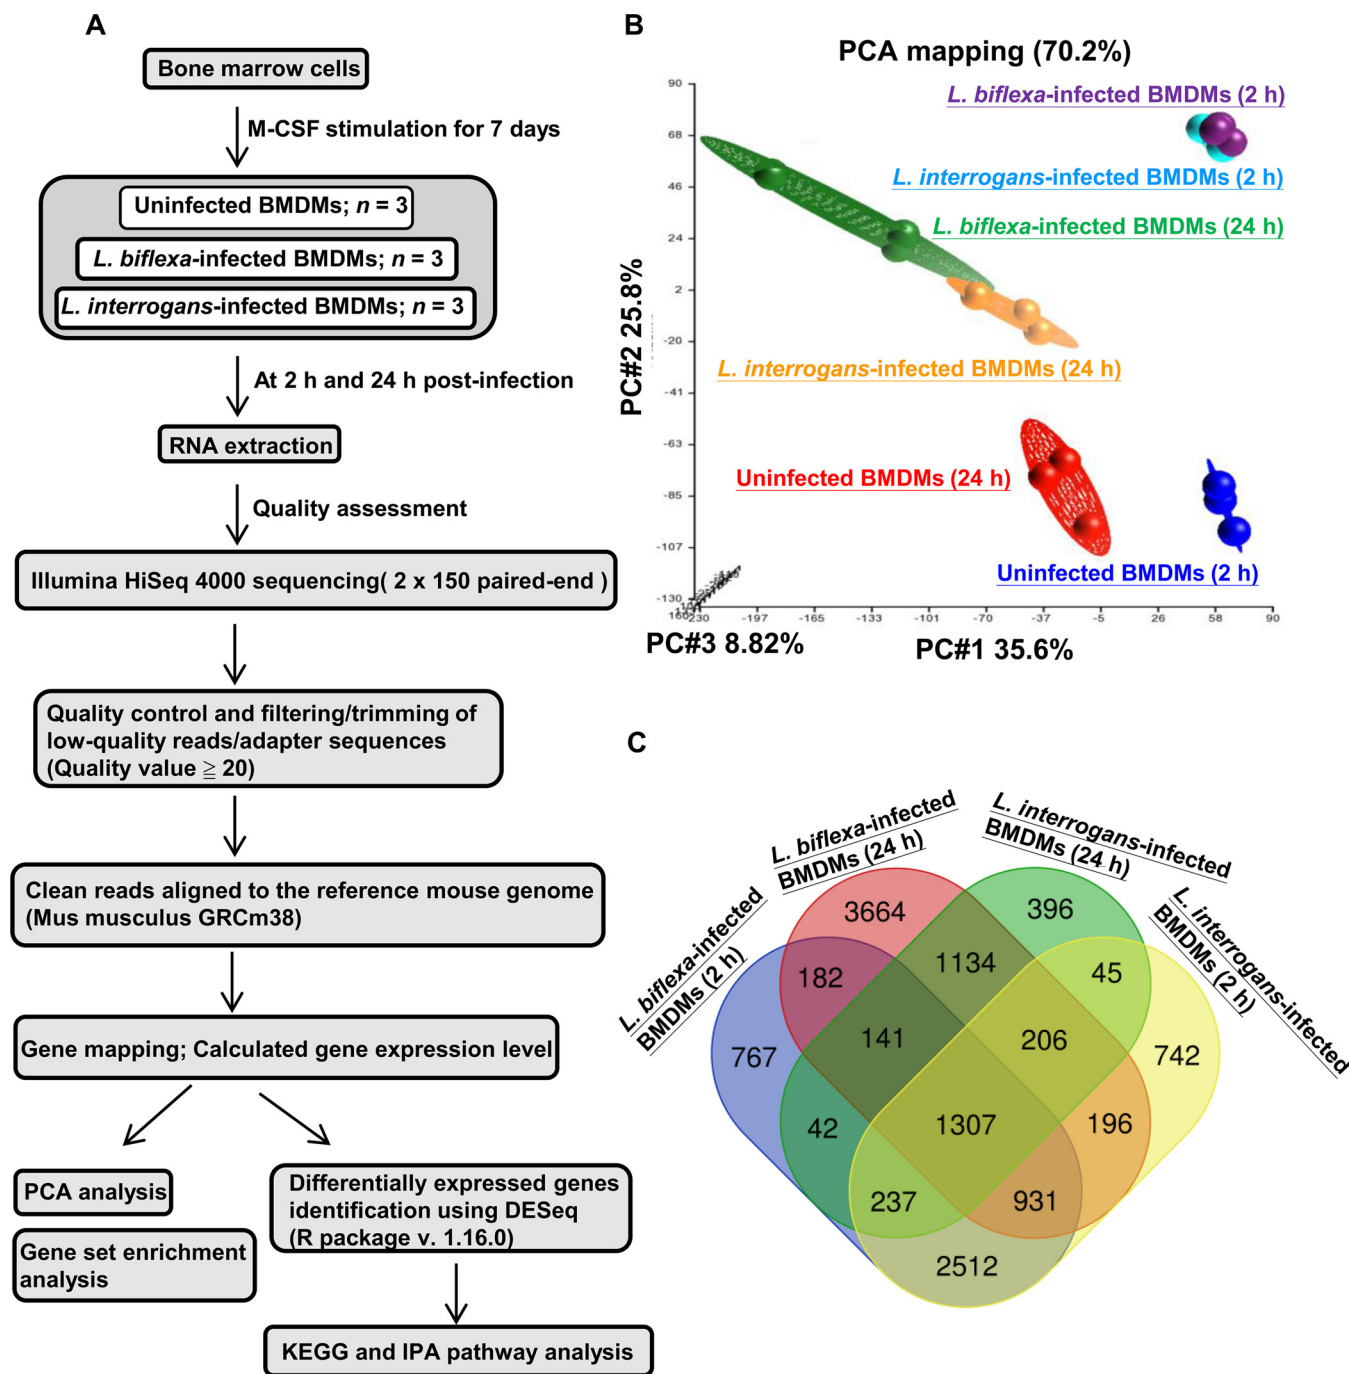 A
Bone marrow cells
M-CSF stimulation for 7 days
Uninfected BMDMs; n = 3
L. biflexa-infected BMDMs; n = 3
L. interrogans-infected BMDMs; n = 3
At 2 h and 24 h post-infection
RNA extraction
Quality assessment
Illumina HiSeq 4000 sequencing( 2 x 150 paired-end )
Quality control and filtering/trimming of
low-quality reads/adapter sequences
(Quality value ≧ 20)
Clean reads aligned to the reference mouse genome
(Mus musculus GRCm38)
Gene mapping; Calculated gene expression level
PCA analysis
Gene set enrichment
analysis
Differentially expressed genes
identification using DESeq
(R package v. 1.16.0)
KEGG and IPA pathway analysis
B
PCA mapping (70.2%)
90
68
46
24
2
-20
-41
-63
-85
-107
-130
PC#2 25.8%
L. biflexa-infected BMDMs (2 h)
L. interrogans-infected BMDMs (2 h)
L. biflexa-infected BMDMs (24 h)
L. interrogans-infected BMDMs (24 h)
Uninfected BMDMs (24 h)
Uninfected BMDMs (2 h)
-230
-197
-165
-133
-101
-70
-37
-5
26
58
90
PC#3 8.82%
PC#1 35.6%
C
L. biflexa-infected
BMDMs (2 h)
L. biflexa-infected
BMDMs (24 h)
L. interrogans-infected
BMDMs (24 h)
L. interrogans-infected
BMDMs (2 h)
3664
396
182
1134
45
767
141
206
742
42
1307
196
237
931
2512